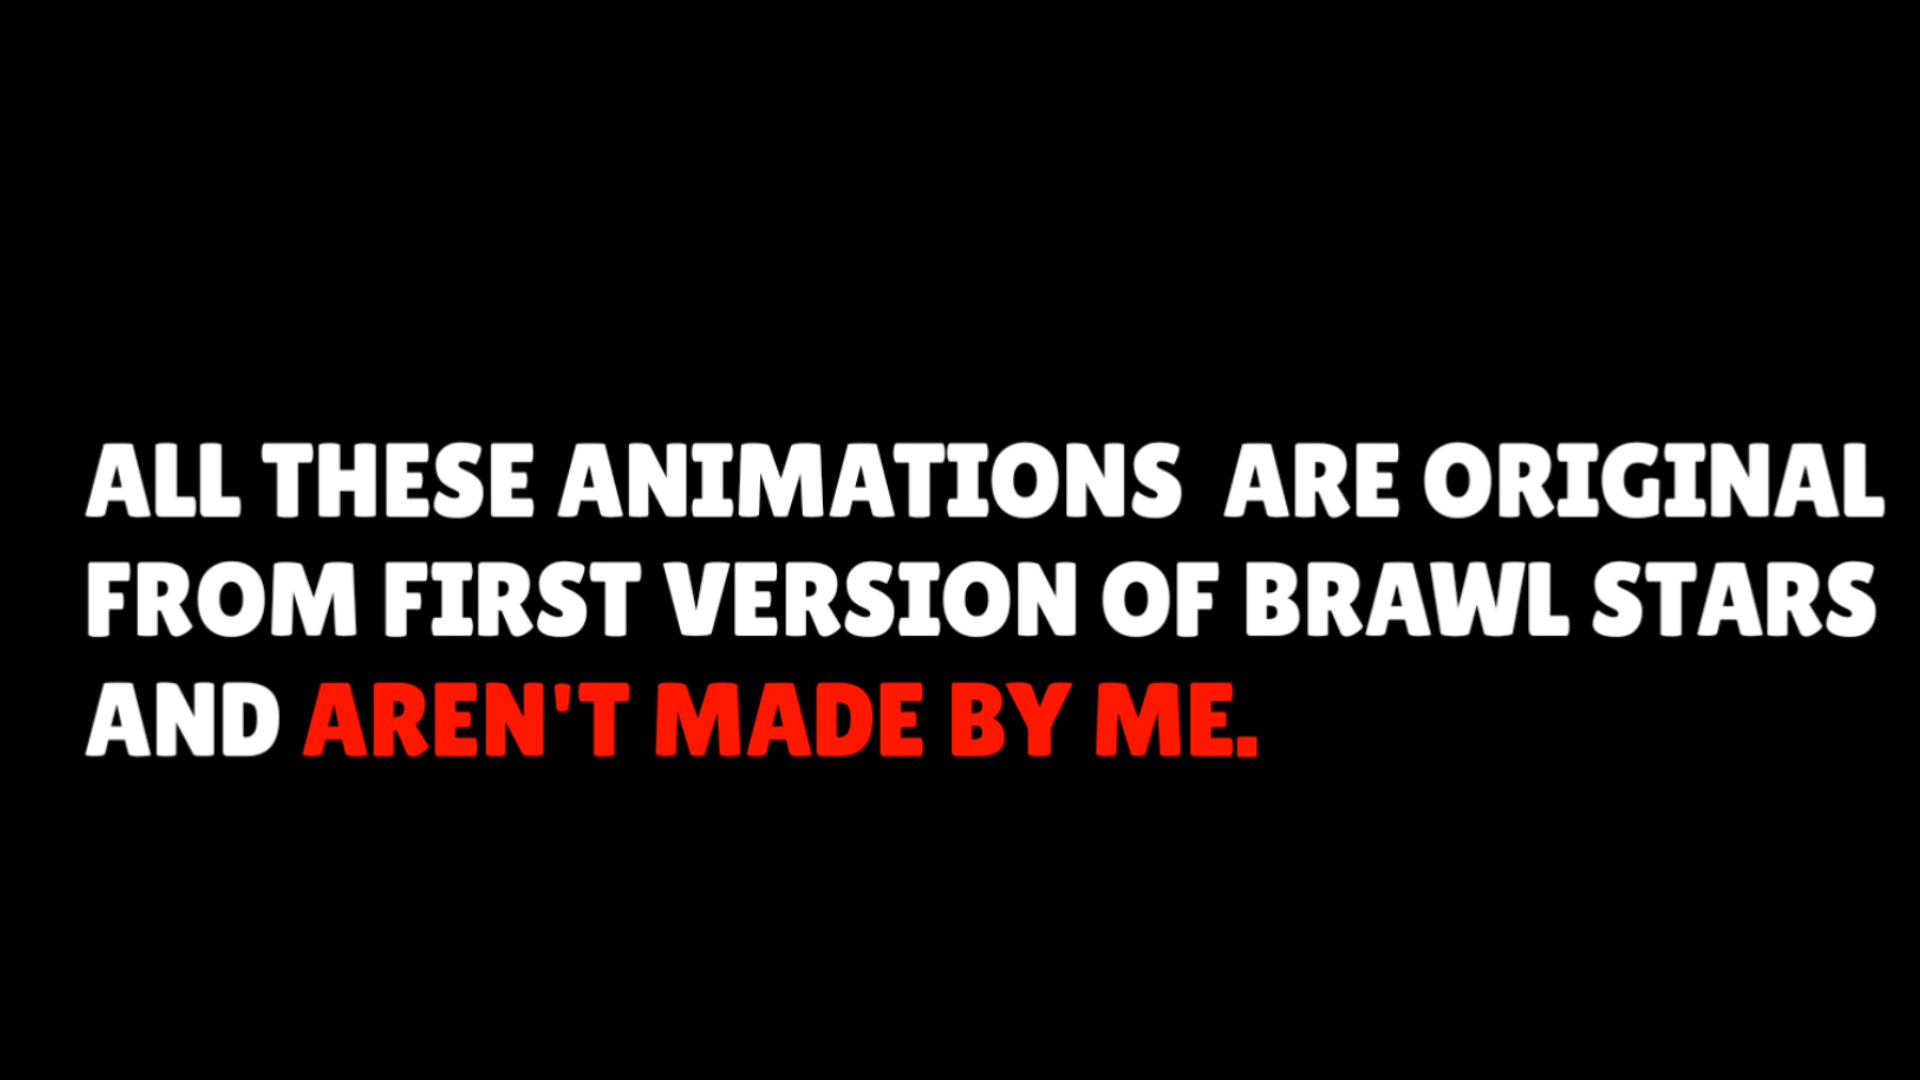 ALL THESE ANIMATIONS  ARE ORIGINAL
FROM FIRST VERSION OF BRAWL STARS
AND AREN'T MADE BY ME.